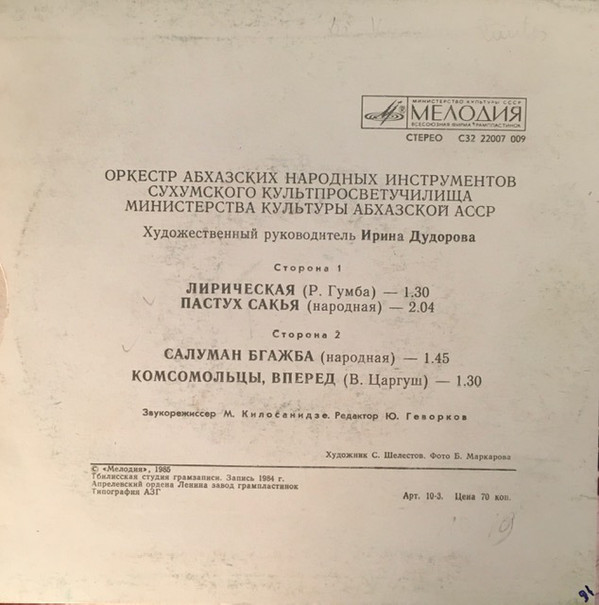 МИНИСТЕРСТВО КУЛЬТУРЫ СССР
МЕЛОДИЯ
ВСЕСОЮЗНАЯ ФИРМА ГРАМПЛАСТИНОК
СТЕРЕО С32 22007 009
ОРКЕСТР АБХАЗСКИХ НАРОДНЫХ ИНСТРУМЕНТОВ
СУХУМСКОГО КУЛЬТПРОСВЕТУЧИЛИЩА
МИНИСТЕРСТВА КУЛЬТУРЫ АБХАЗСКОЙ АССР
Художественный руководитель Ирина Дудорова
Сторона 1
ЛИРИЧЕСКАЯ (Р. Гумба) — 1.30
ПАСТУХ САКЬЯ (народная) — 2.04
Сторона 2
САЛУМАН БГАЖБА (народная) — 1.45
КОМСОМОЛЬЦЫ, ВПЕРЕД (В. Царгуш) — 1.30
Звукорежиссер М. Килосанидзе. Редактор Ю. Геворков
Художник С. Шелестов. Фото Б. Маркарова
© «Мелодия», 1985
Тбилисская студия грамзаписи. Запись 1984 г.
Апрелевский ордена Ленина завод грампластинок
Типография АЗГ
Арт. 10-3. Цена 70 коп.
91